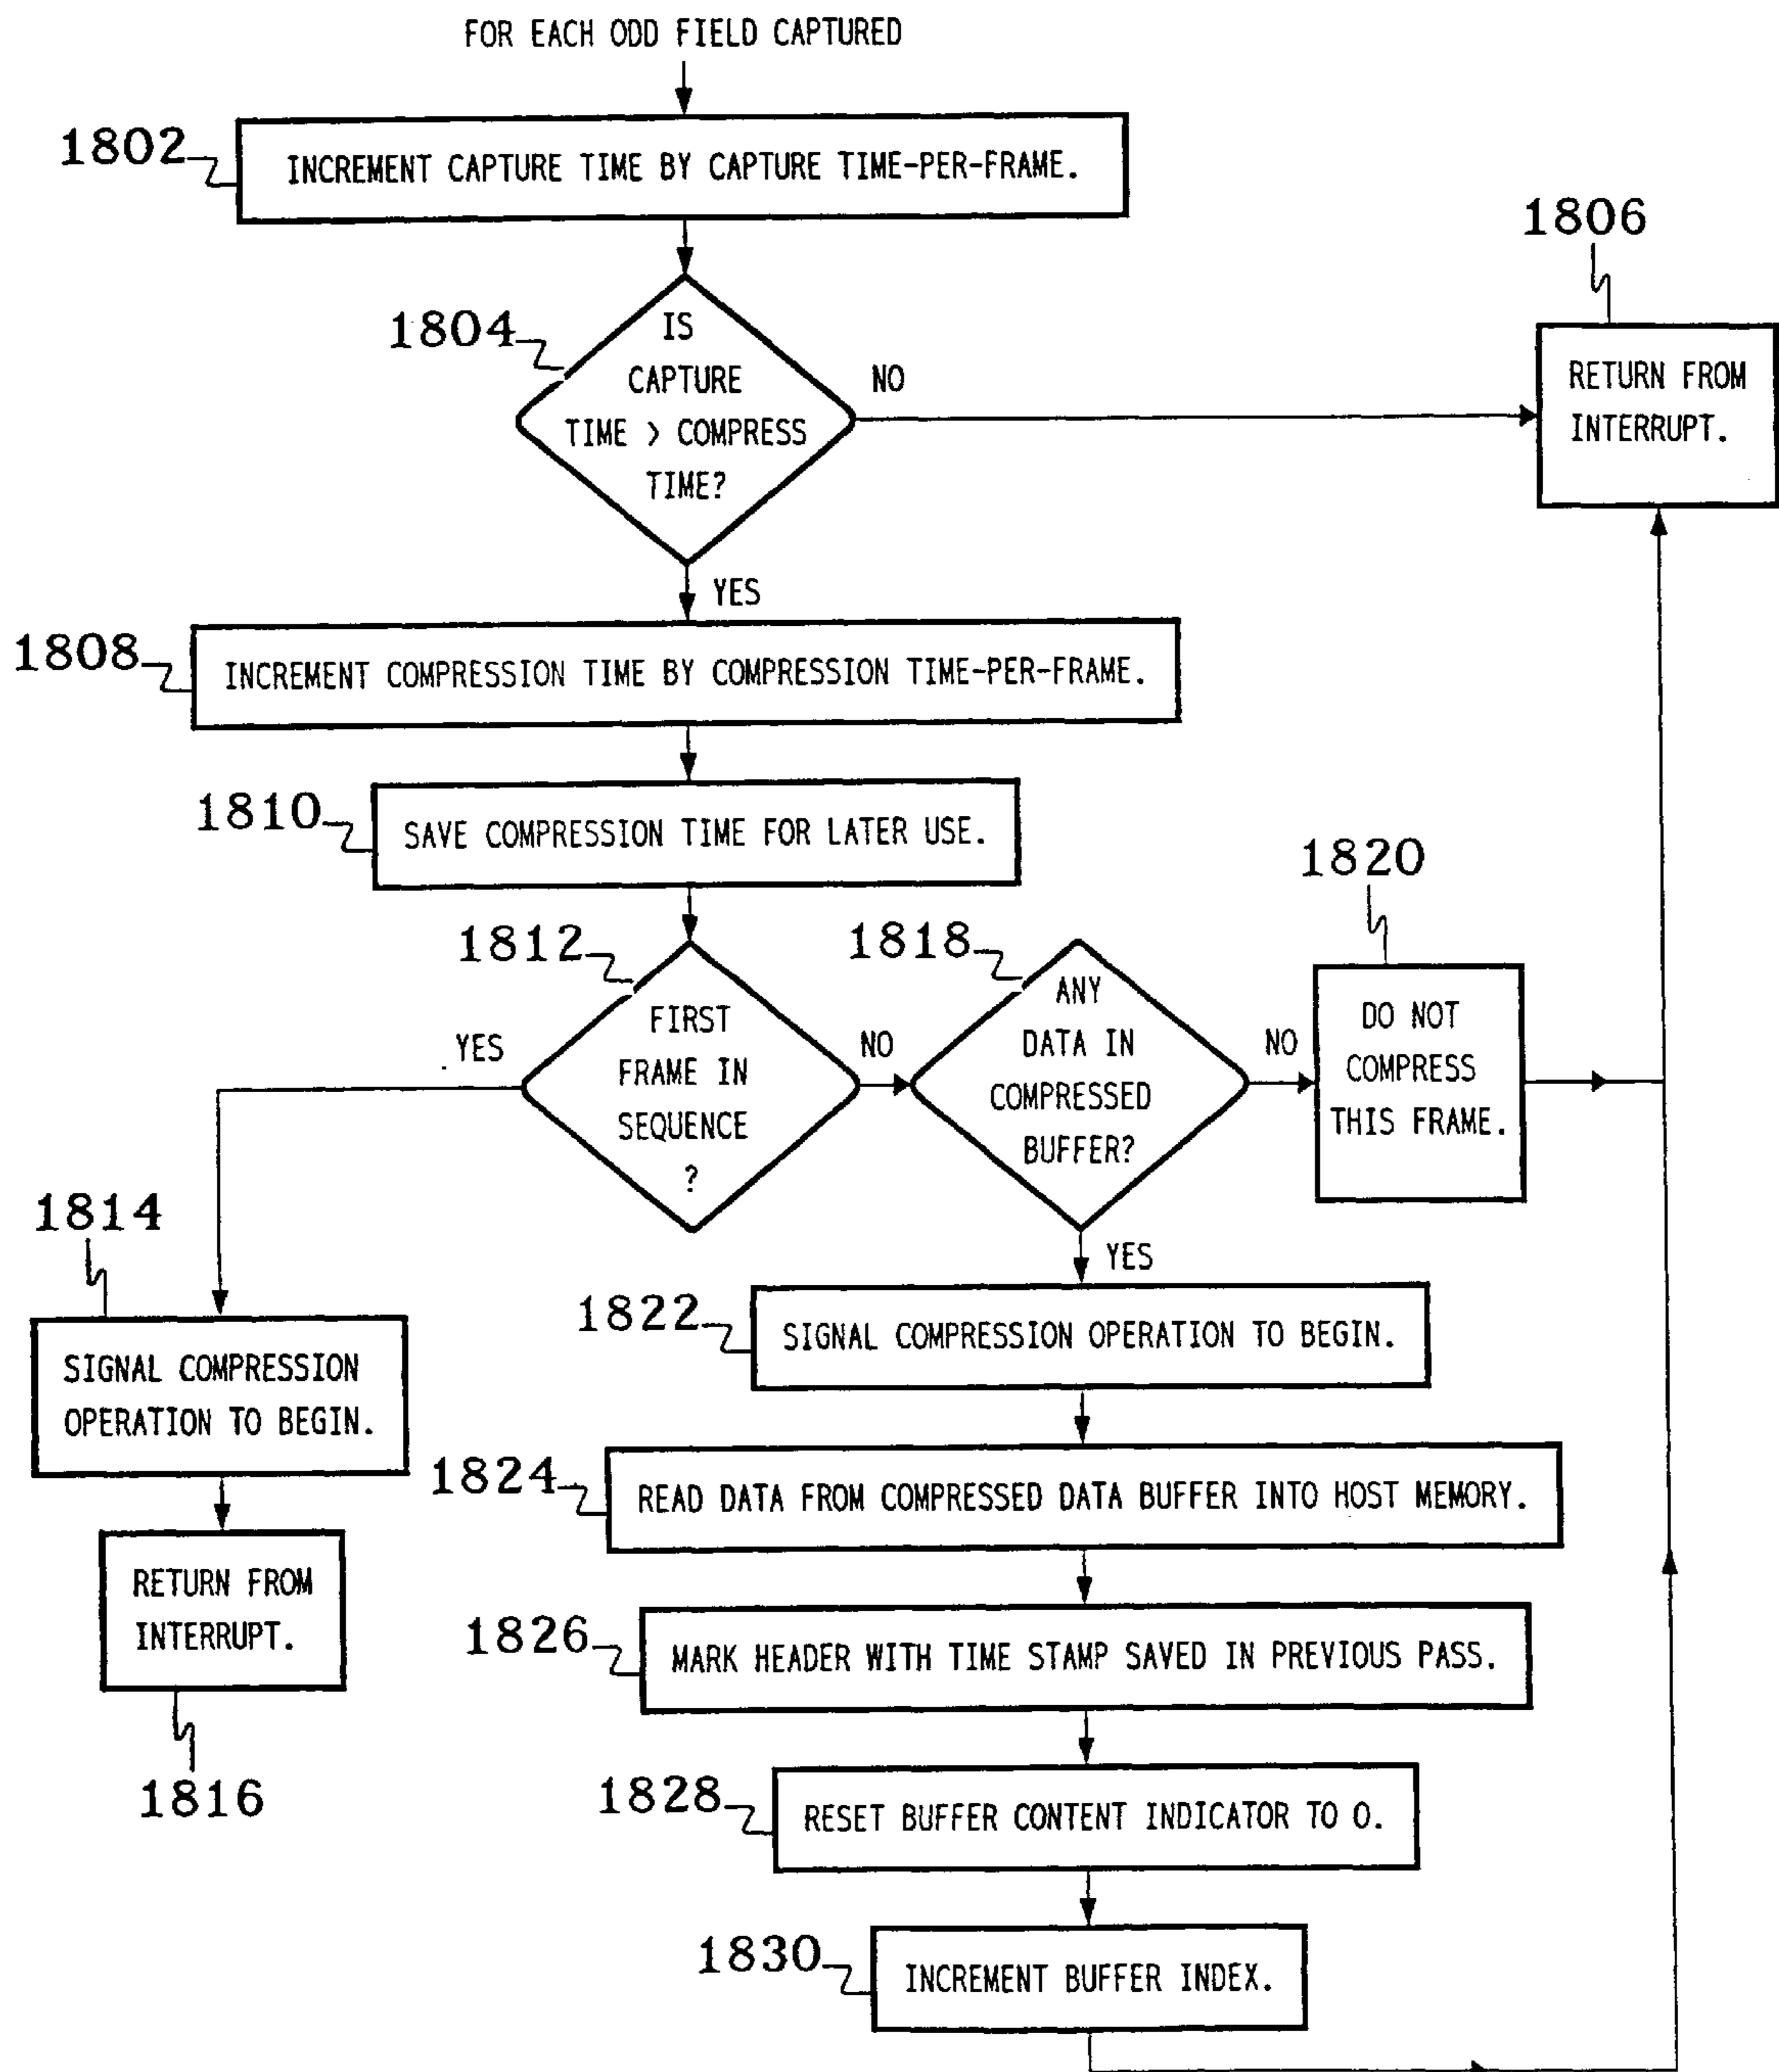 FOR EACH ODD FIELD CAPTURED
1802
INCREMENT CAPTURE TIME BY CAPTURE TIME-PER-FRAME.
1806
1804
IS
CAPTURE
TIME > COMPRESS
TIME?
NO
RETURN FROM
INTERRUPT.
YES
1808
INCREMENT COMPRESSION TIME BY COMPRESSION TIME-PER-FRAME.
1810
SAVE COMPRESSION TIME FOR LATER USE.
1812
FIRST
FRAME IN
SEQUENCE
?
YES
NO
1818
ANY
DATA IN
COMPRESSED
BUFFER?
NO
1820
DO NOT
COMPRESS
THIS FRAME.
1814
SIGNAL COMPRESSION
OPERATION TO BEGIN.
RETURN FROM
INTERRUPT.
1816
YES
1822
SIGNAL COMPRESSION OPERATION TO BEGIN.
1824
READ DATA FROM COMPRESSED DATA BUFFER INTO HOST MEMORY.
1826
MARK HEADER WITH TIME STAMP SAVED IN PREVIOUS PASS.
1828
RESET BUFFER CONTENT INDICATOR TO 0.
1830
INCREMENT BUFFER INDEX.